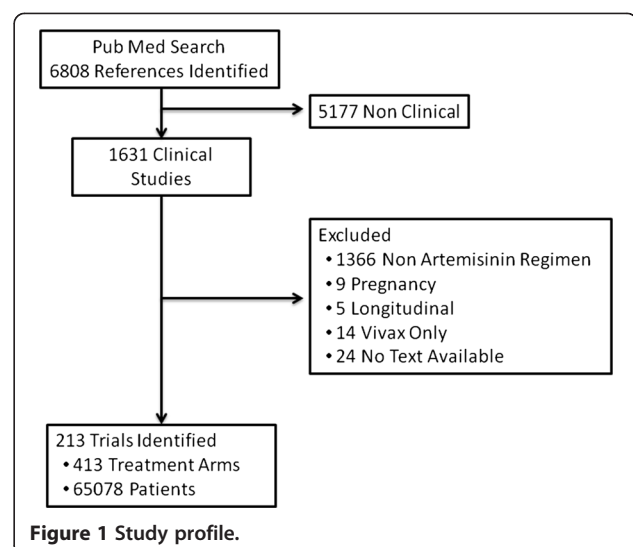 Pub Med Search
6808 References Identified
5177 Non Clinical
1631 Clinical
Studies
Excluded
• 1366 Non Artemisinin Regimen
• 9 Pregnancy
• 5 Longitudinal
• 14 Vivax Only
• 24 No Text Available
213 Trials Identified
• 413 Treatment Arms
• 65078 Patients
Figure 1 Study profile.